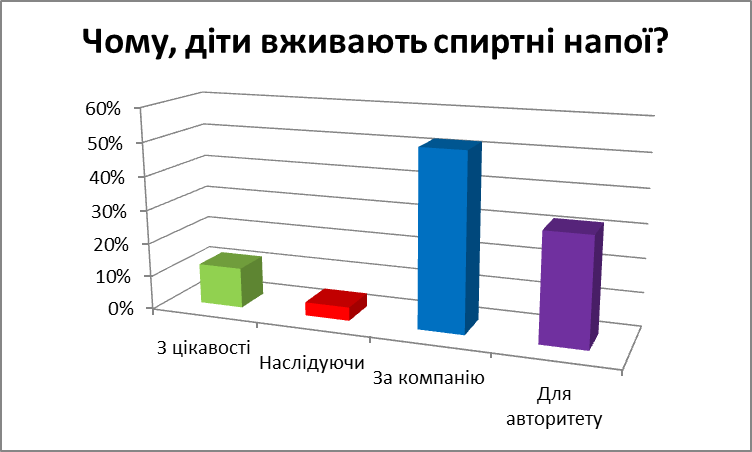 Чому, діти вживають спиртні напої?
60%
50%
40%
30%
20%
10%
0%
З цікавості
Наслідуючи
За компанію
Для
авторитету